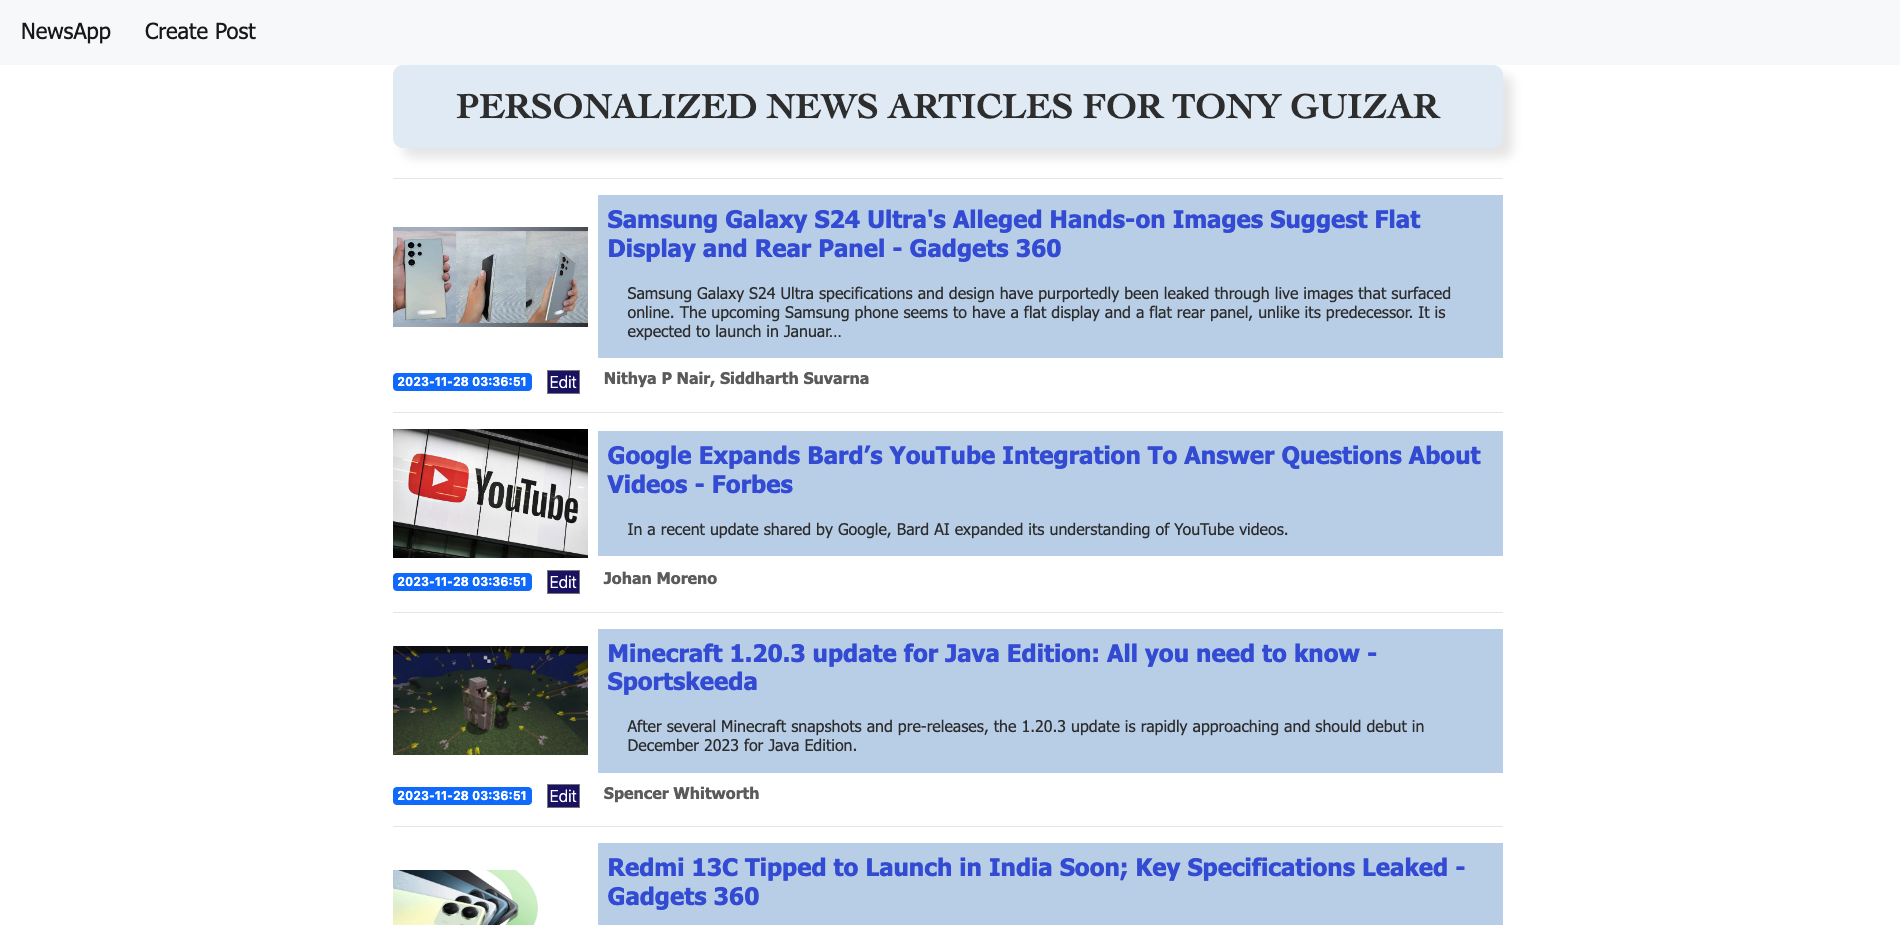 NewsApp Create Post
PERSONALIZED NEWS ARTICLES FOR TONY GUIZAR
Samsung Galaxy S24 Ultra's Alleged Hands-on Images Suggest Flat
Display and Rear Panel - Gadgets 360
Samsung Galaxy S24 Ultra specifications and design have purportedly been leaked through live images that surfaced
online. The upcoming Samsung phone seems to have a flat display and a flat rear panel, unlike its predecessor. It is
expected to launch in Januar…
2023-11-28 03:36:51 Edit Nithya P Nair, Siddharth Suvarna
YouTube
Google Expands Bard’s YouTube Integration To Answer Questions About
Videos - Forbes
In a recent update shared by Google, Bard AI expanded its understanding of YouTube videos.
2023-11-28 03:36:51 Edit Johan Moreno
Minecraft 1.20.3 update for Java Edition: All you need to know -
Sportskeeda
After several Minecraft snapshots and pre-releases, the 1.20.3 update is rapidly approaching and should debut in
December 2023 for Java Edition.
2023-11-28 03:36:51 Edit Spencer Whitworth
Redmi 13C Tipped to Launch in India Soon; Key Specifications Leaked -
Gadgets 360